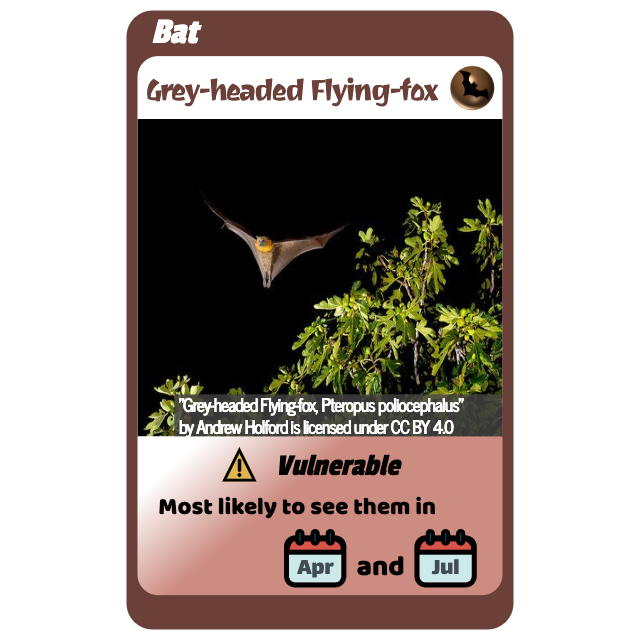 Bat
Grey-headed Flying-fox
"Grey-headed Flying-fox, Pteropus poliocephalus"
by Andrew Holford is licensed under CC BY 4.0
Vulnerable
Most likely to see them in
Apr and Jul